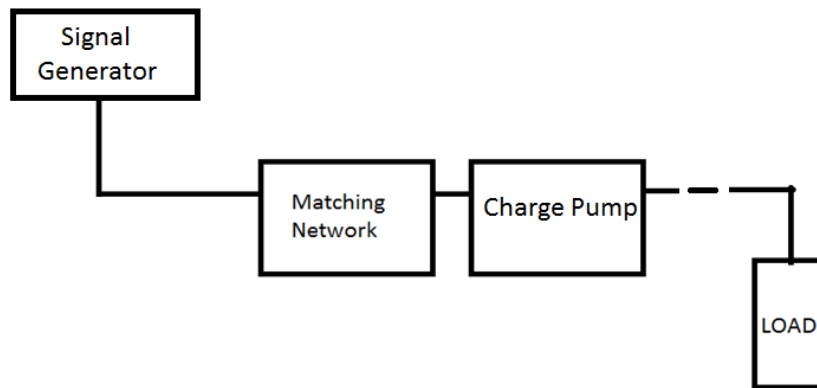 Signal
Generator
Matching
Network
Charge Pump
LOAD